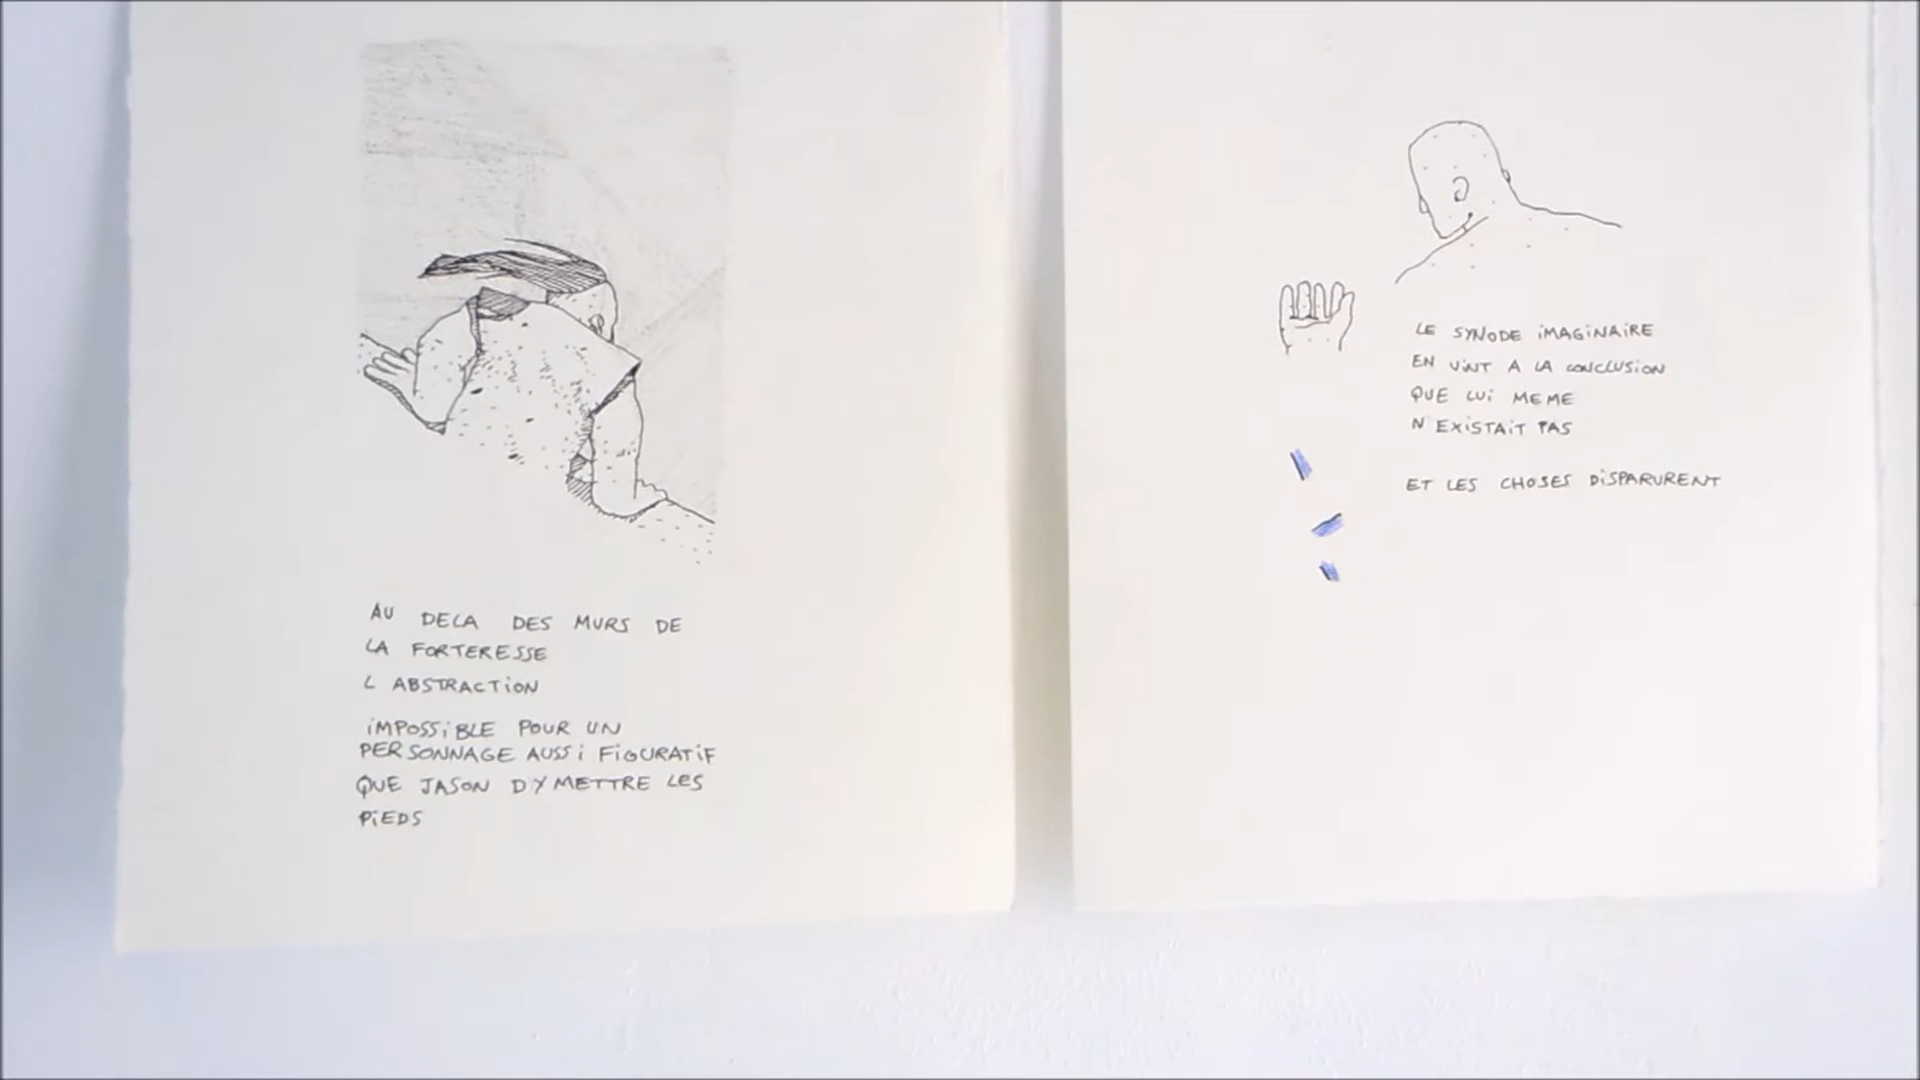 AU DELA DES MURS DE
LA FORTERESSE
L ABSTRACTION
IMPOSSIBLE POUR UN
PERSONNAGE AUSSI FIGURATIF
QUE JASON D Y METTRE LES
PIEDS
LE SYNODE IMAGINAIRE
EN VINT A LA CONCLUSION
QUE LUI MEME
N EXISTAIT PAS
ET LES CHOSES DISPARURENT